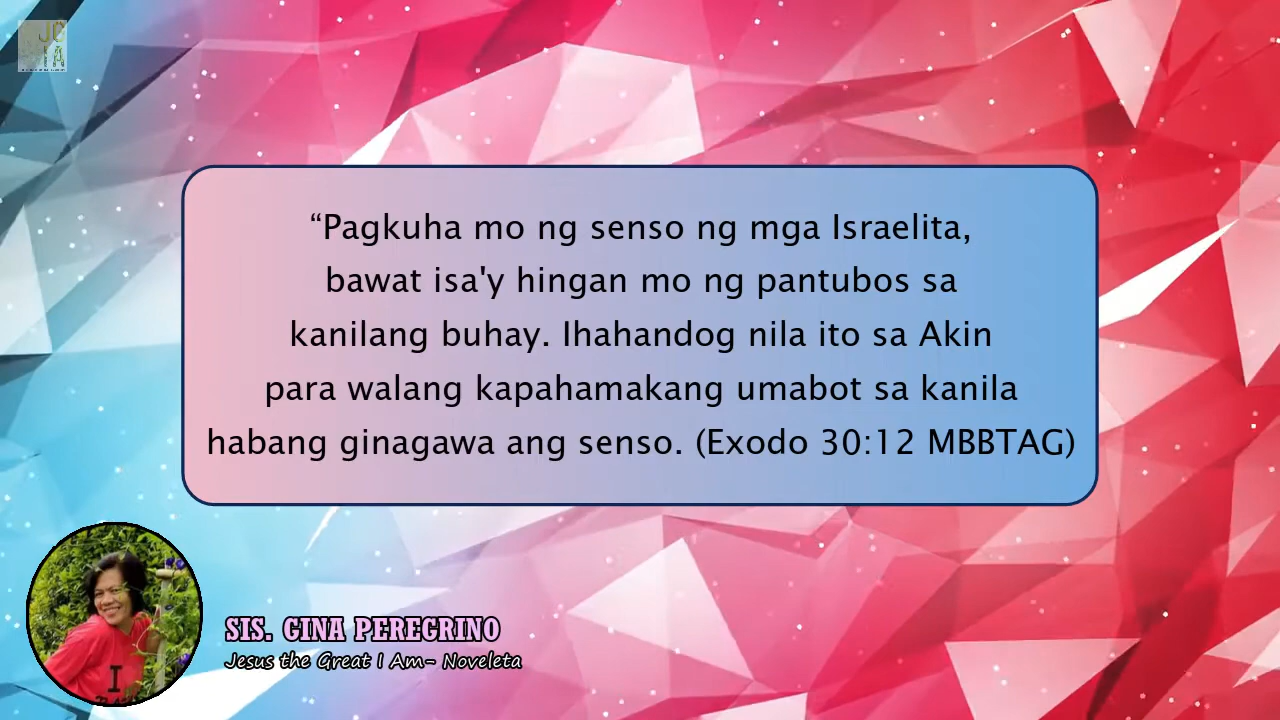 “Pagkuha mo ng senso ng mga Israelita,
bawat isa'y hingan mo ng pantubos sa
kanilang buhay. Ihahandog nila ito sa Akin
para walang kapahamakang umabot sa kanila
habang ginagawa ang senso. (Exodo 30:12 MBBTAG)
SIS. GINA PEREGRINO
Jesus the Great I Am- Noveleta
I